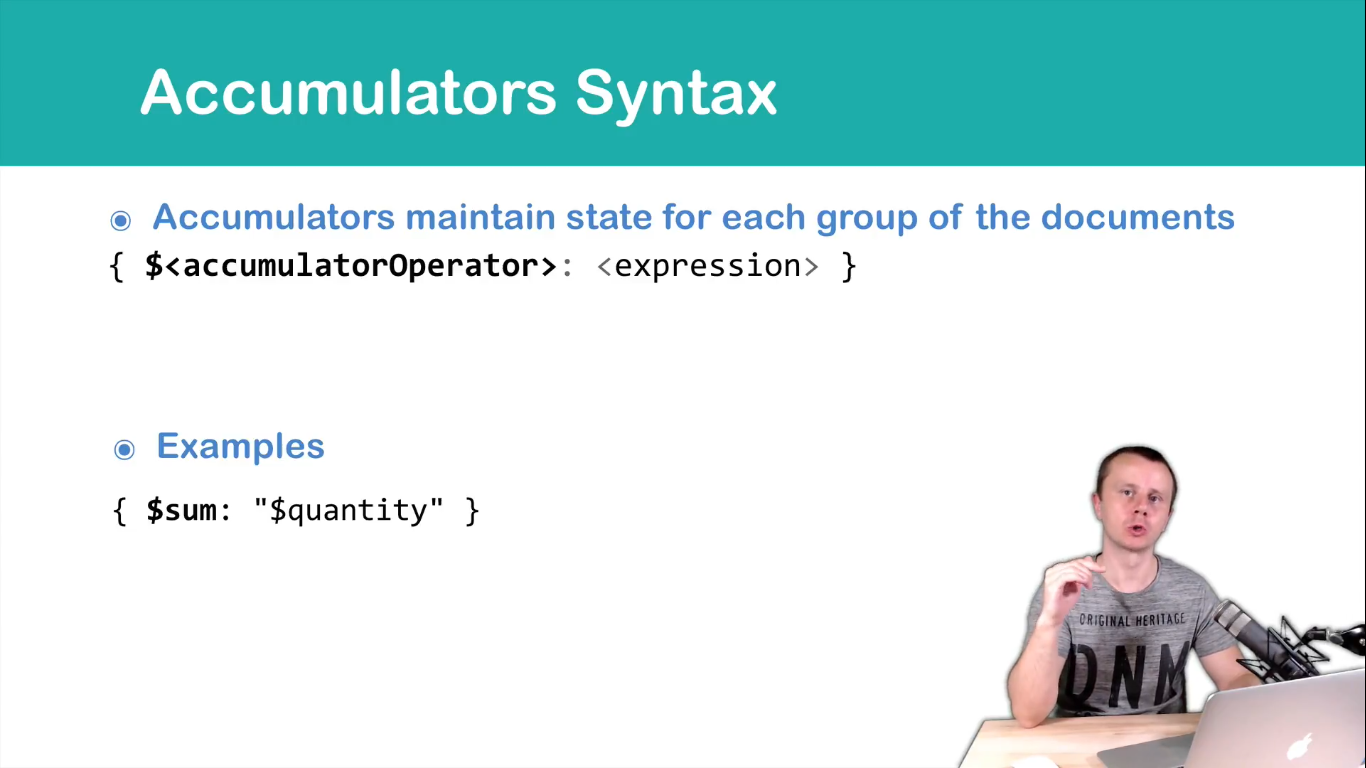 Accumulators Syntax
Accumulators maintain state for each group of the documents
{ $<accumulatorOperator>: <expression> }
Examples
{ $sum: "$quantity" }
ORIGINAL HERITAGE
DNM